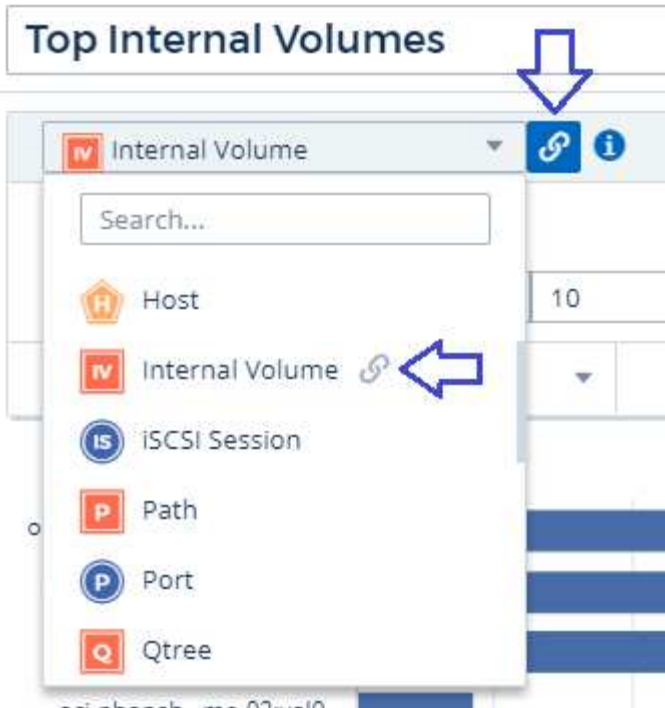 Top Internal Volumes
IV Internal Volume
i
Search...
H Host
10
IV Internal Volume
IS iSCSI Session
P Path
P Port
Q Qtree